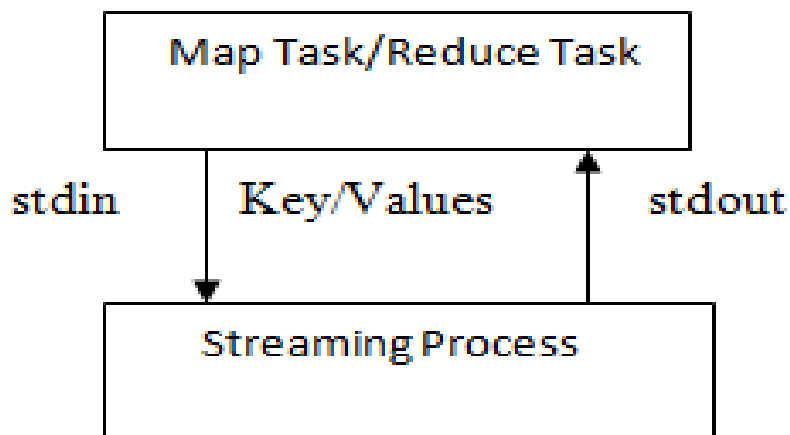 Map Task/Reduce Task
stdin Key/Values stdout
Streaming Process